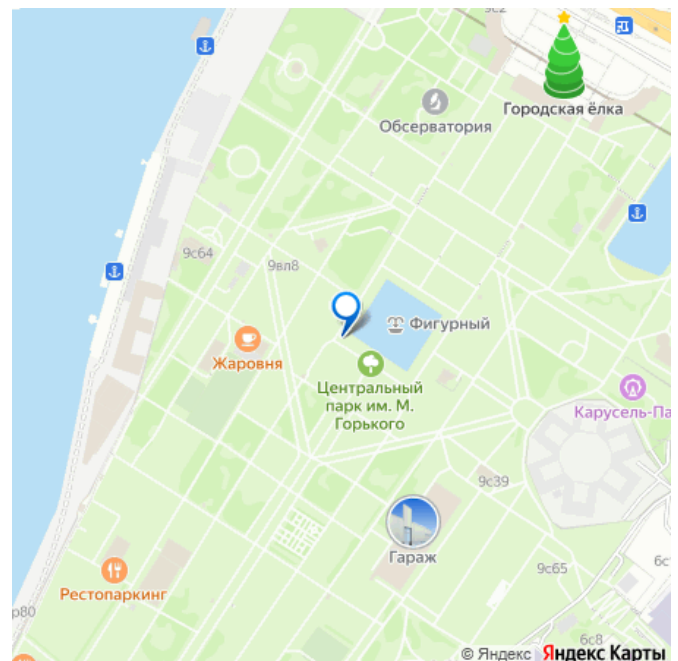 9с2
Городская ёлка
Обсерватория
9с64
9вл8
Фигурный
Жаровня
Центральный
парк им. М.
Горького
Карусель-Па
9с39
Гараж
9с65
6с
Рестопаркинг
р80
6с8
© Яндекс Яндекс Карты